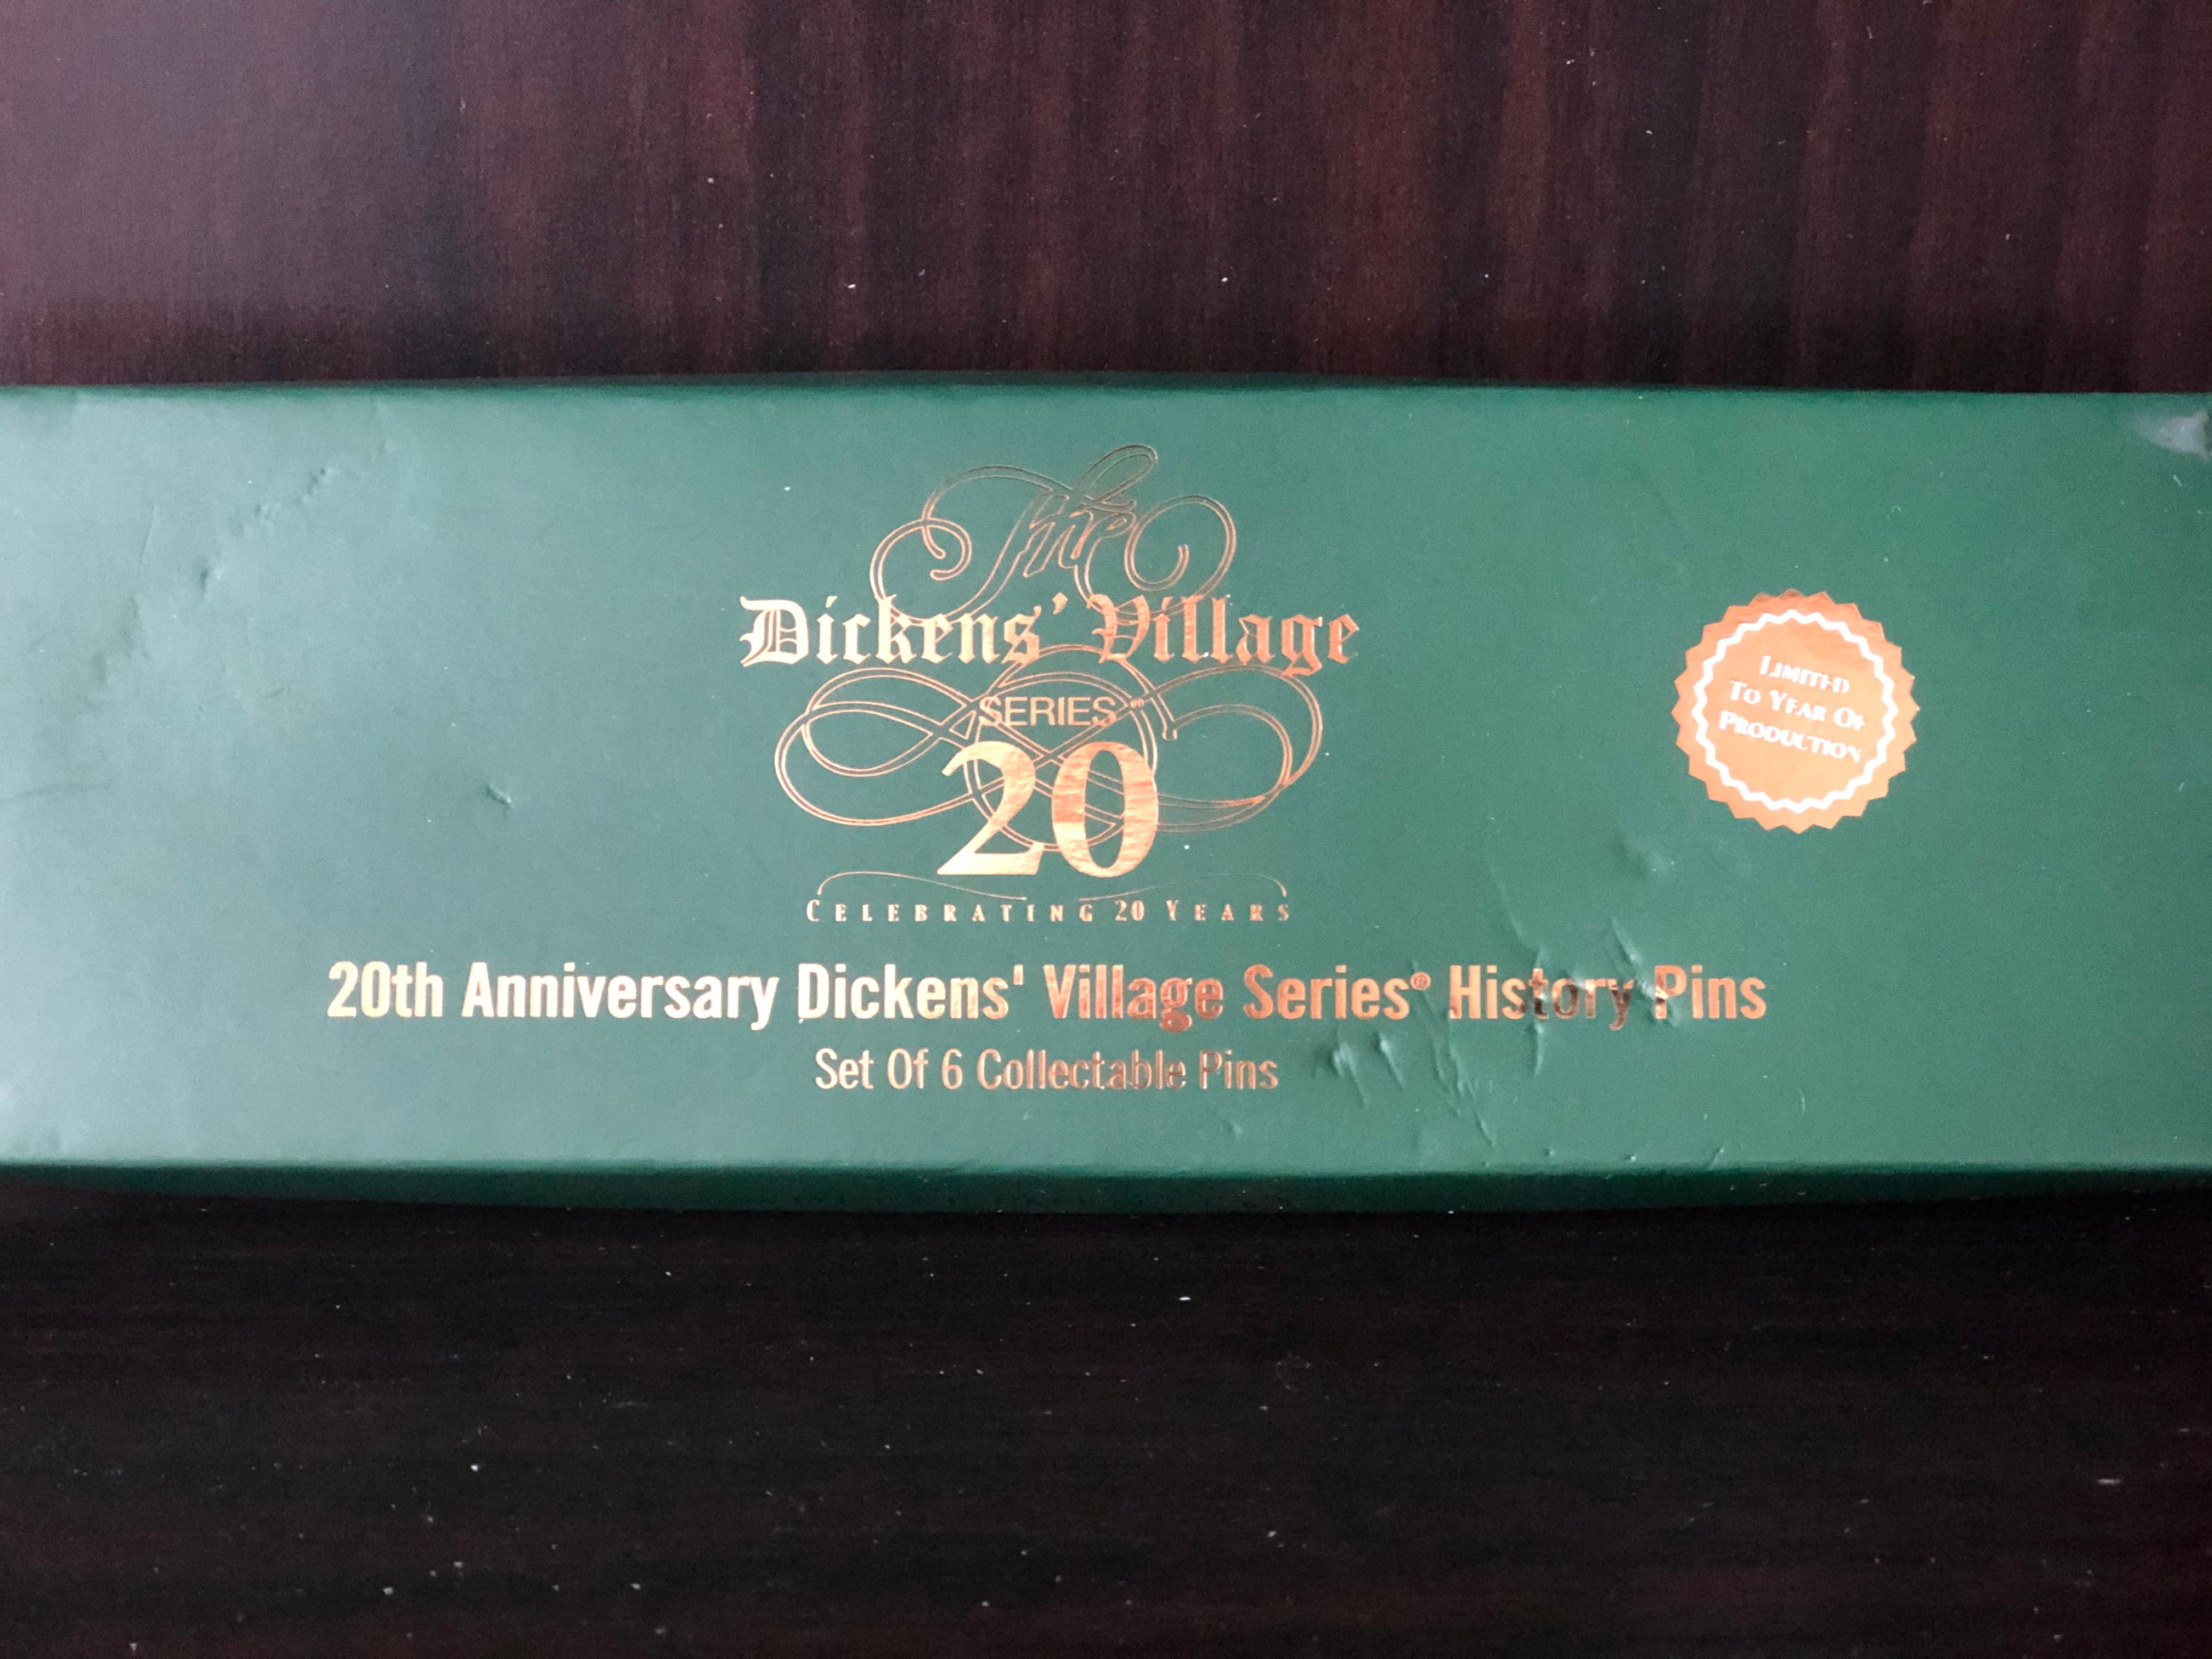 The
Dickens' Village
SERIES®
20
CELEBRATING 20 YEARS
20th Anniversary Dickens' Village Series® History Pins
Set Of 6 Collectable Pins
LIMITED
TO YEAR OF
PRODUCTION